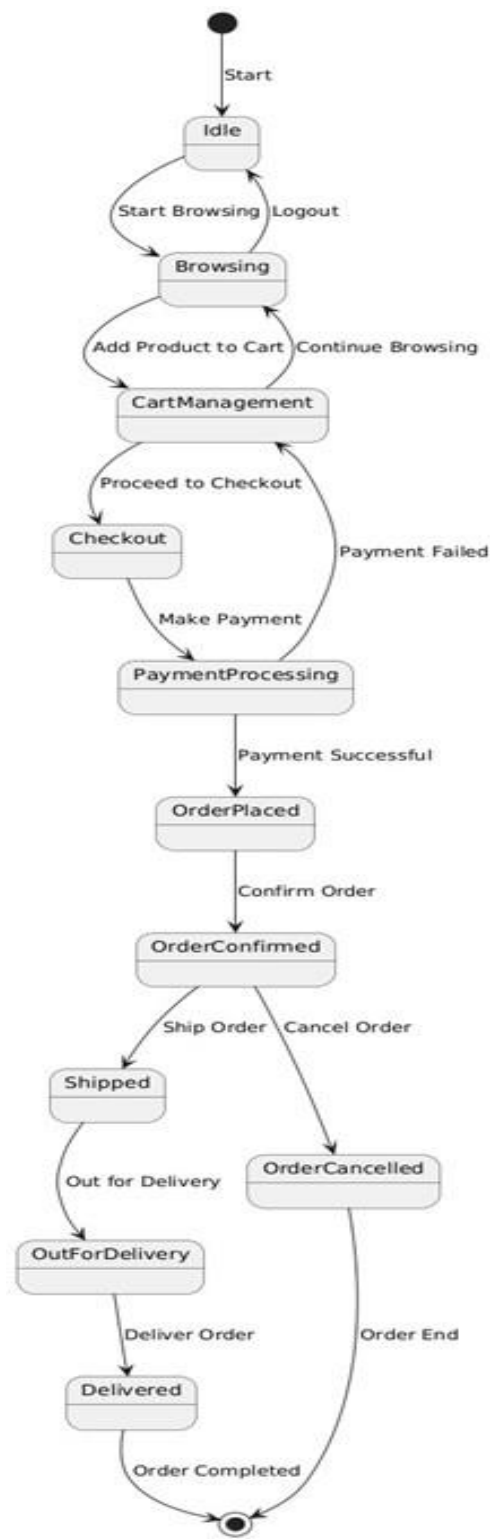 Start
Idle
Start Browsing
Logout
Browsing
Add Product to Cart
Continue Browsing
CartManagement
Proceed to Checkout
Checkout
Payment Failed
Make Payment
PaymentProcessing
Payment Successful
OrderPlaced
Confirm Order
OrderConfirmed
Ship Order
Cancel Order
Shipped
OrderCancelled
Out for Delivery
OutForDelivery
Deliver Order
Order End
Delivered
Order Completed